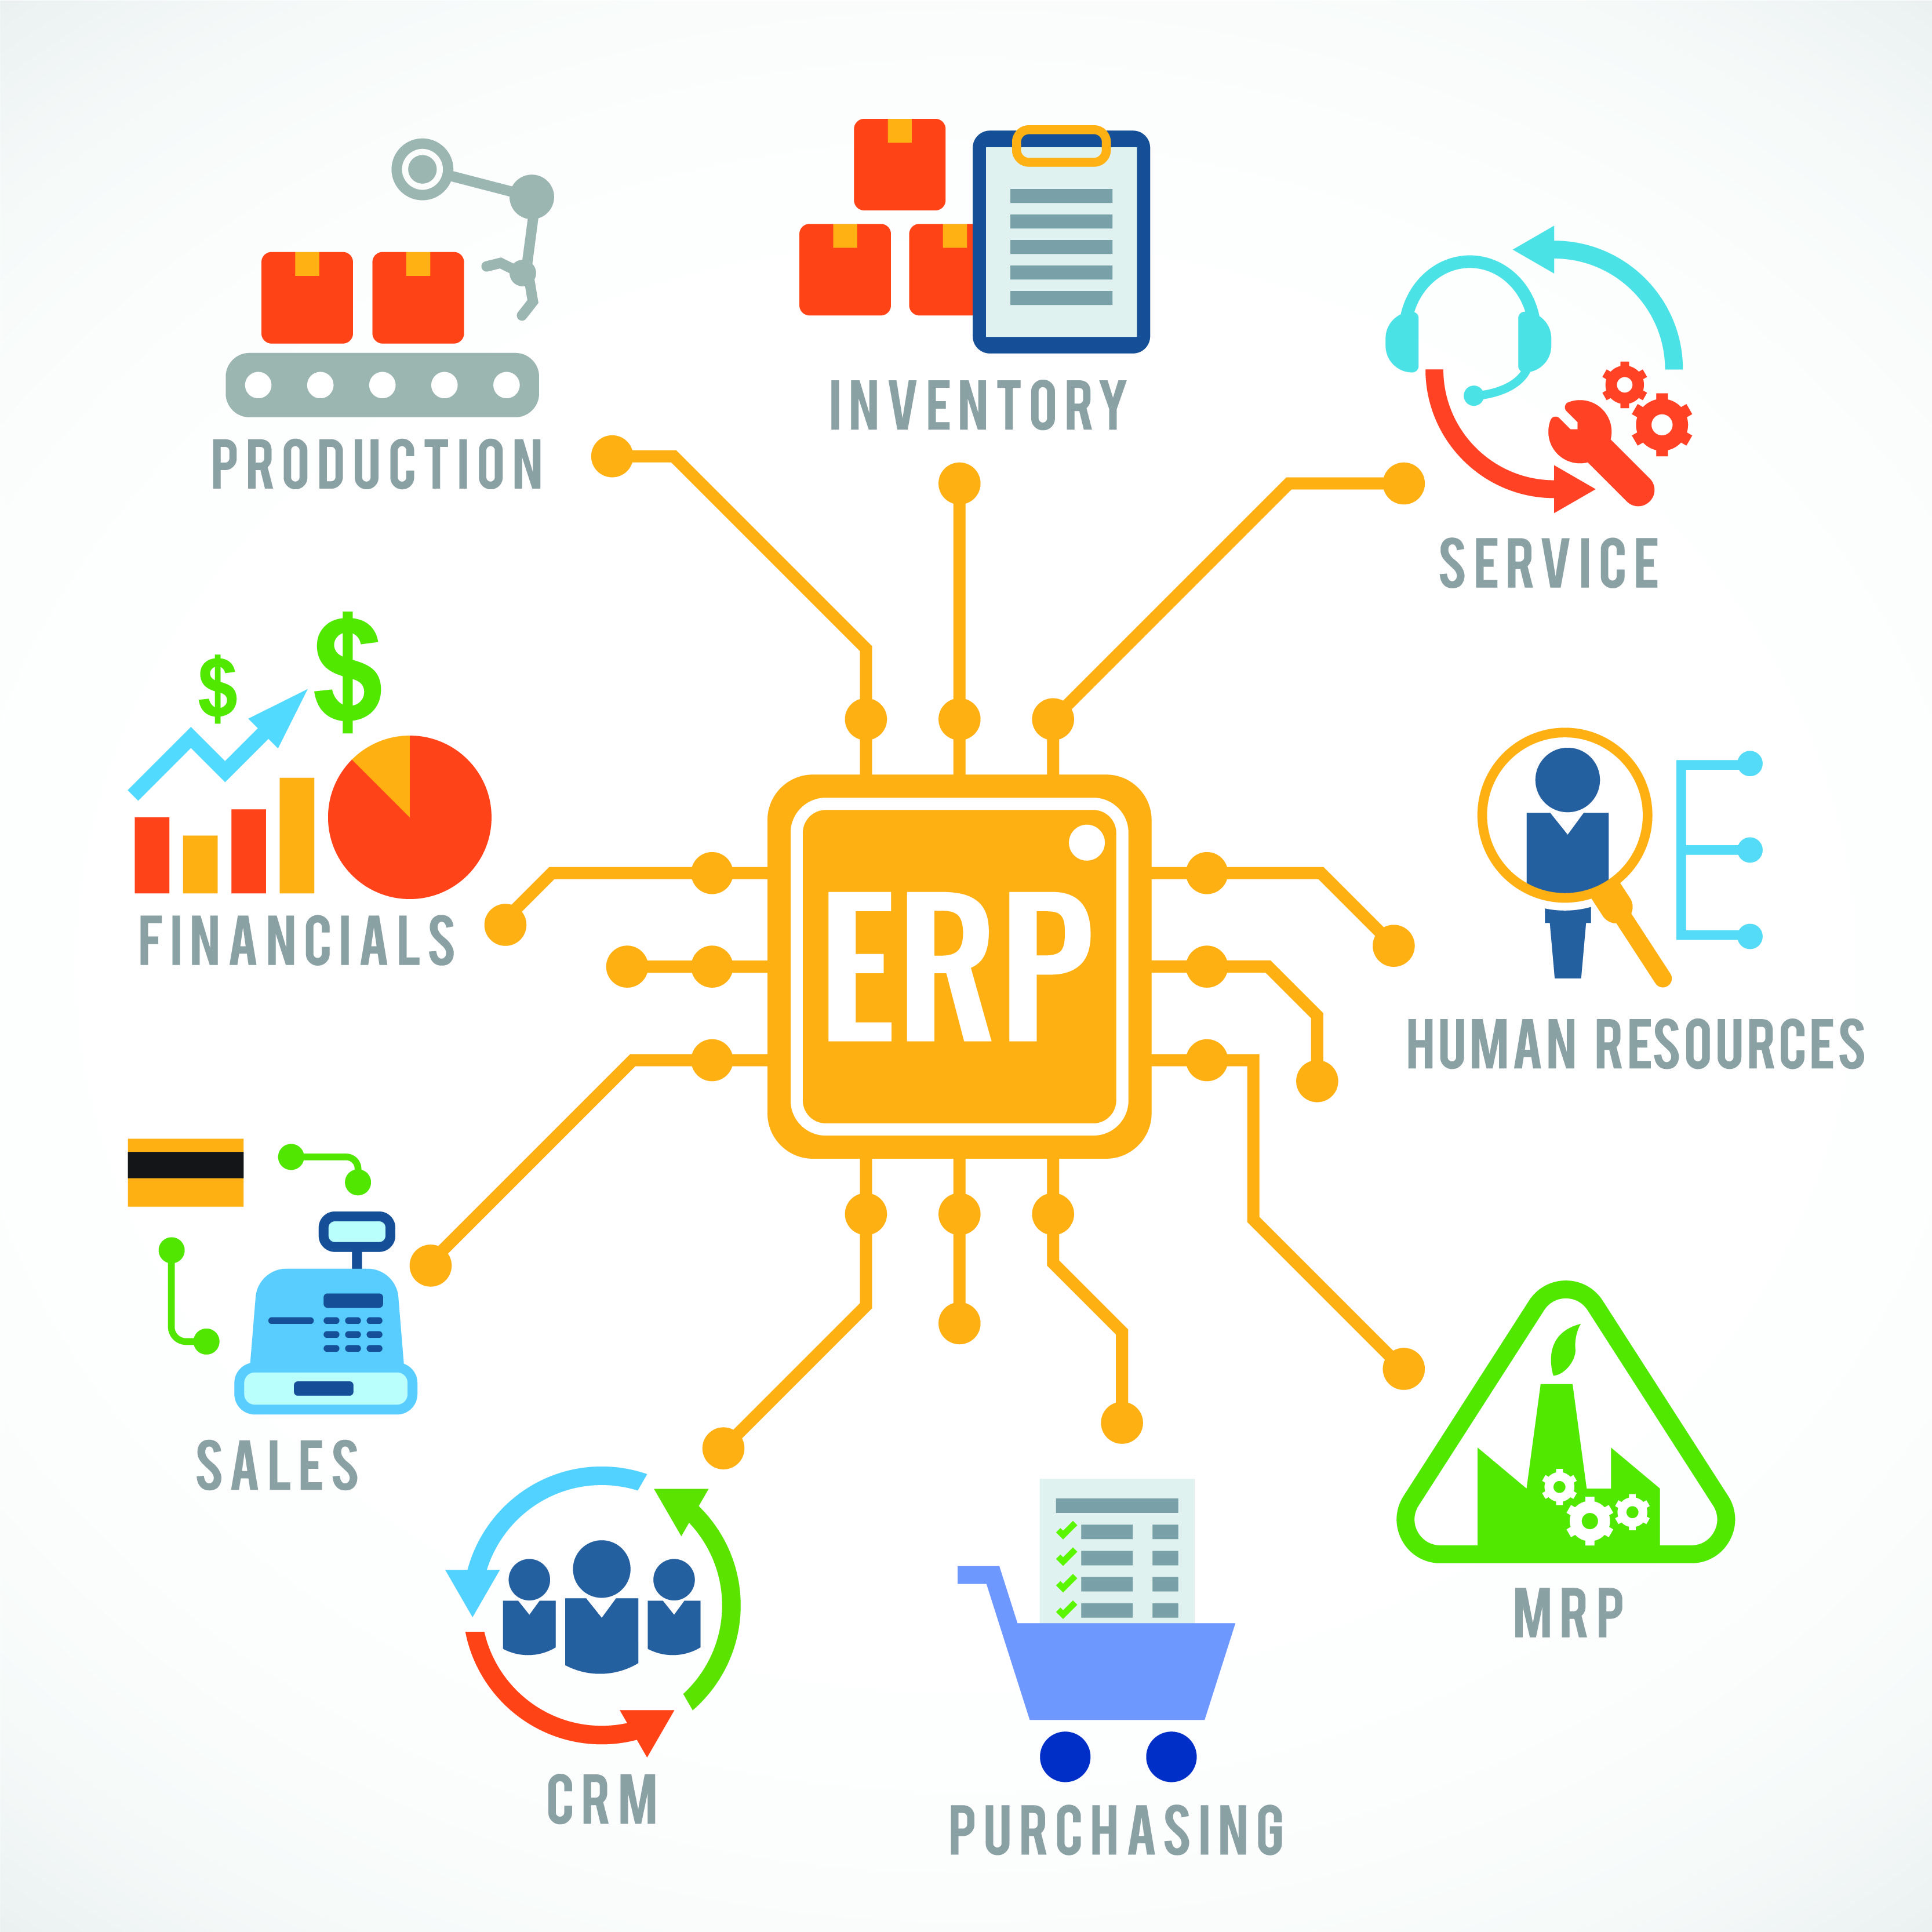 INVENTORY
PRODUCTION
SERVICE
$
$
FINANCIALS
ERP
HUMAN RESOURCES
SALES
MRP
CRM
PURCHASING